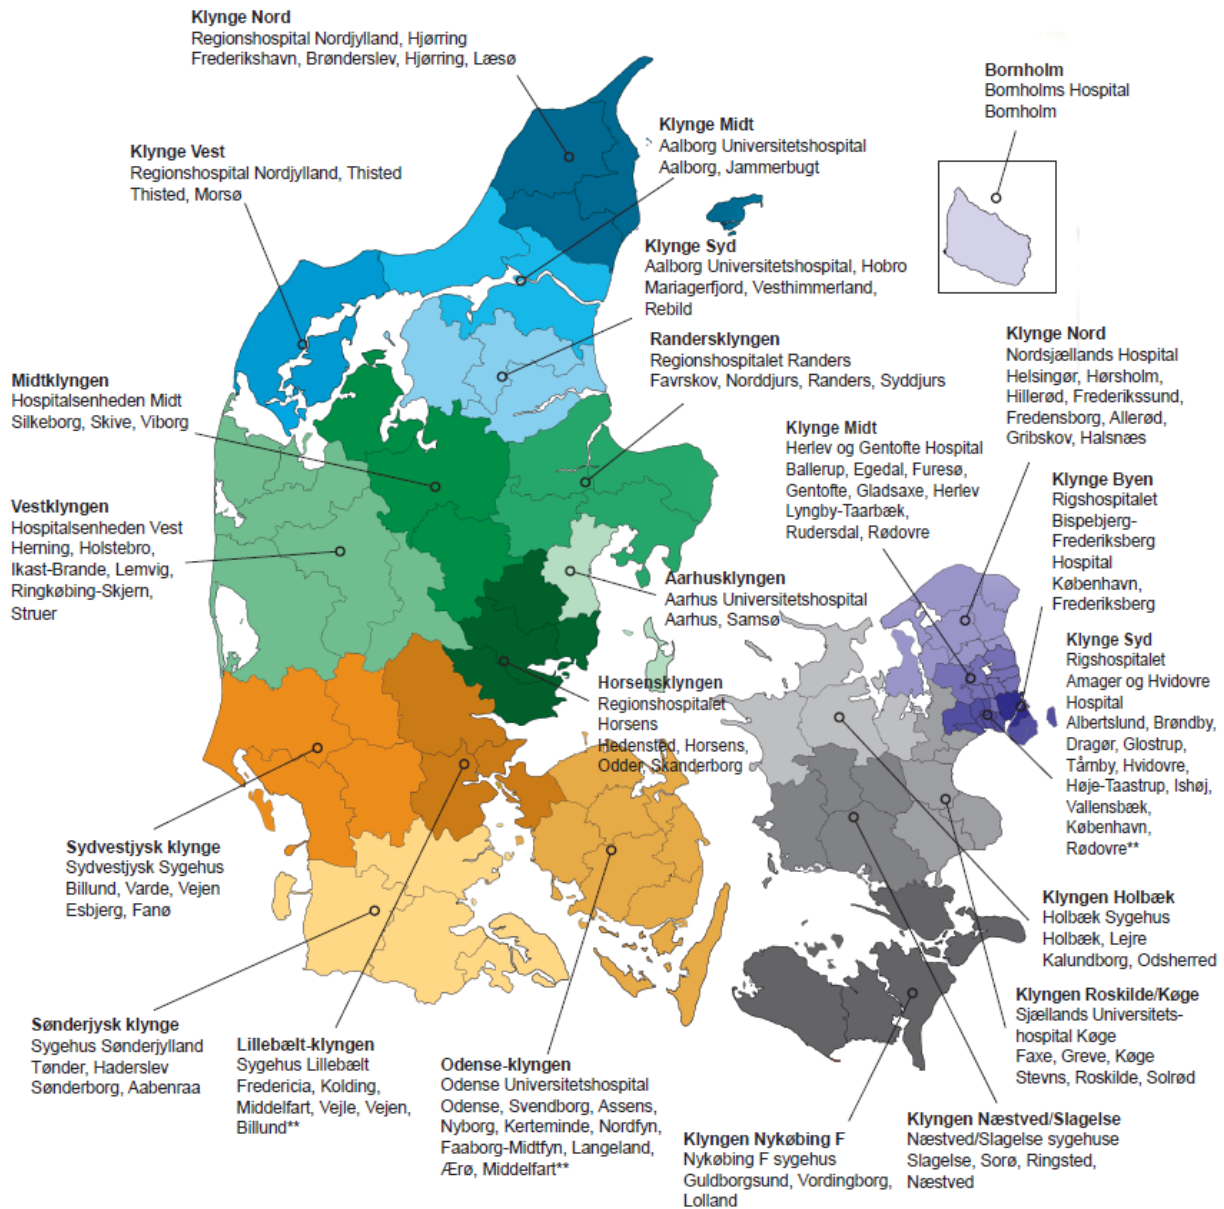 Klynge Nord
Regionshospital Nordjylland, Hjørring
Frederikshavn, Brønderslev, Hjørring, Læsø
Bornholm
Bornholms Hospital
Bornholm
Klynge Midt
Aalborg Universitetshospital
Aalborg, Jammerbugt
Klynge Vest
Regionshospital Nordjylland, Thisted
Thisted, Morsø
Klynge Syd
Aalborg Universitetshospital, Hobro
Mariagerfjord, Vesthimmerland,
Rebild
Randersklyngen
Regionshospitalet Randers
Favrskov, Norddjurs, Randers, Syddjurs
Klynge Nord
Nordsjællands Hospital
Helsingør, Hørsholm,
Hillerød, Frederikssund,
Fredensborg, Allerød,
Gribskov, Halsnæs
Midtklyngen
Hospitalsenheden Midt
Silkeborg, Skive, Viborg
Klynge Midt
Herlev og Gentofte Hospital
Ballerup, Egedal, Furesø,
Gentofte, Gladsaxe, Herlev
Lyngby-Taarbæk,
Rudersdal, Rødovre
Klynge Byen
Rigshospitalet
Bispebjerg-
Frederiksberg
Hospital
København,
Frederiksberg
Vestklyngen
Hospitalsenheden Vest
Herning, Holstebro,
Ikast-Brande, Lemvig,
Ringkøbing-Skjern,
Struer
Aarhusklyngen
Aarhus Universitetshospital
Aarhus, Samsø
Klynge Syd
Rigshospitalet
Amager og Hvidovre
Hospital
Albertslund, Brøndby,
Dragør, Glostrup,
Tårnby, Hvidovre,
Høje-Taastrup, Ishøj,
Vallensbæk,
København,
Rødovre**
Horsensklyngen
Regionshospitalet
Horsens
Hedensted, Horsens,
Odder, Skanderborg
Sydvestjysk klynge
Sydvestjysk Sygehus
Billund, Varde, Vejen
Esbjerg, Fanø
Klyngen Holbæk
Holbæk Sygehus
Holbæk, Lejre
Kalundborg, Odsherred
Klyngen Roskilde/Køge
Sjællands Universitets-
hospital Køge
Faxe, Greve, Køge
Stevns, Roskilde, Solrød
Sønderjysk klynge
Sygehus Sønderjylland
Tønder, Haderslev
Sønderborg, Aabenraa
Lillebælt-klyngen
Sygehus Lillebælt
Fredericia, Kolding,
Middelfart, Vejle, Vejen,
Billund**
Odense-klyngen
Odense Universitetshospital
Odense, Svendborg, Assens,
Nyborg, Kerteminde, Nordfyn,
Faaborg-Midtfyn, Langeland,
Ærø, Middelfart**
Klyngen Nykøbing F
Nykøbing F sygehus
Guldborgsund, Vordingborg,
Lolland
Klyngen Næstved/Slagelse
Næstved/Slagelse sygehuse
Slagelse, Sorø, Ringsted,
Næstved